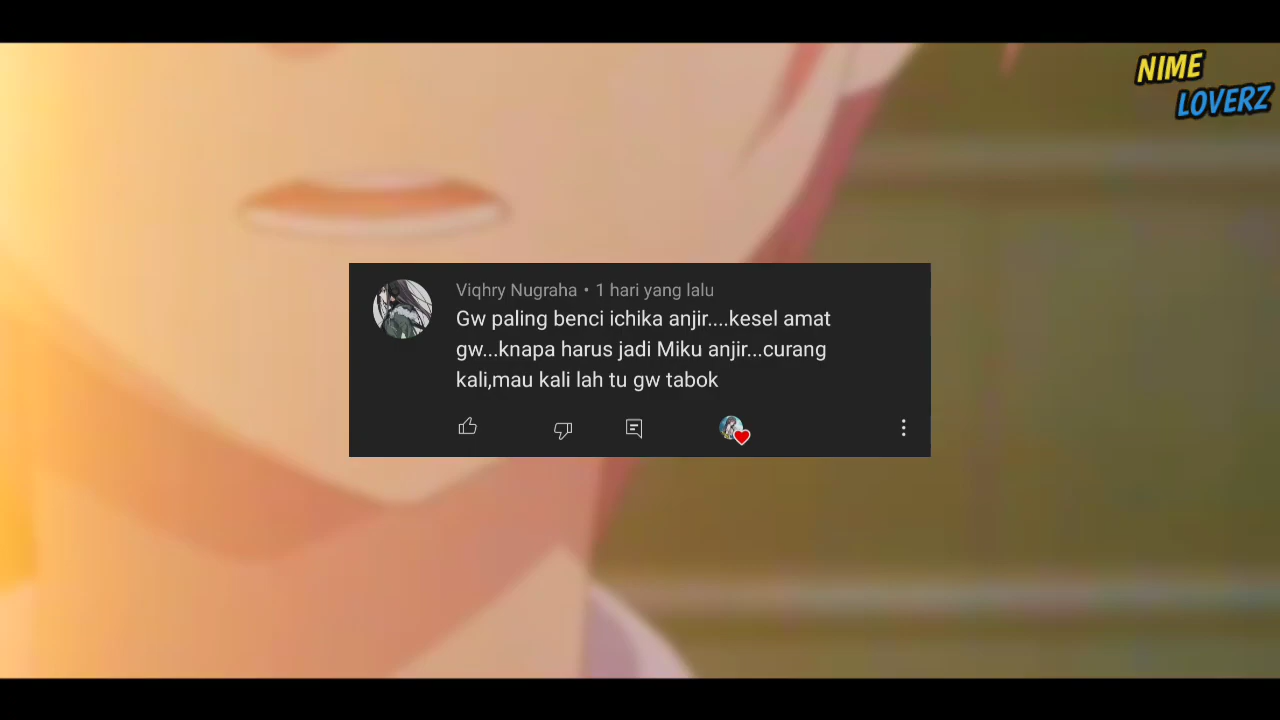 NIME
LOVERZ
Viqhry Nugraha • 1 hari yang lalu
Gw paling benci ichika anjir....kesel amat
gw...knapa harus jadi Miku anjir...curang
kali,mau kali lah tu gw tabok